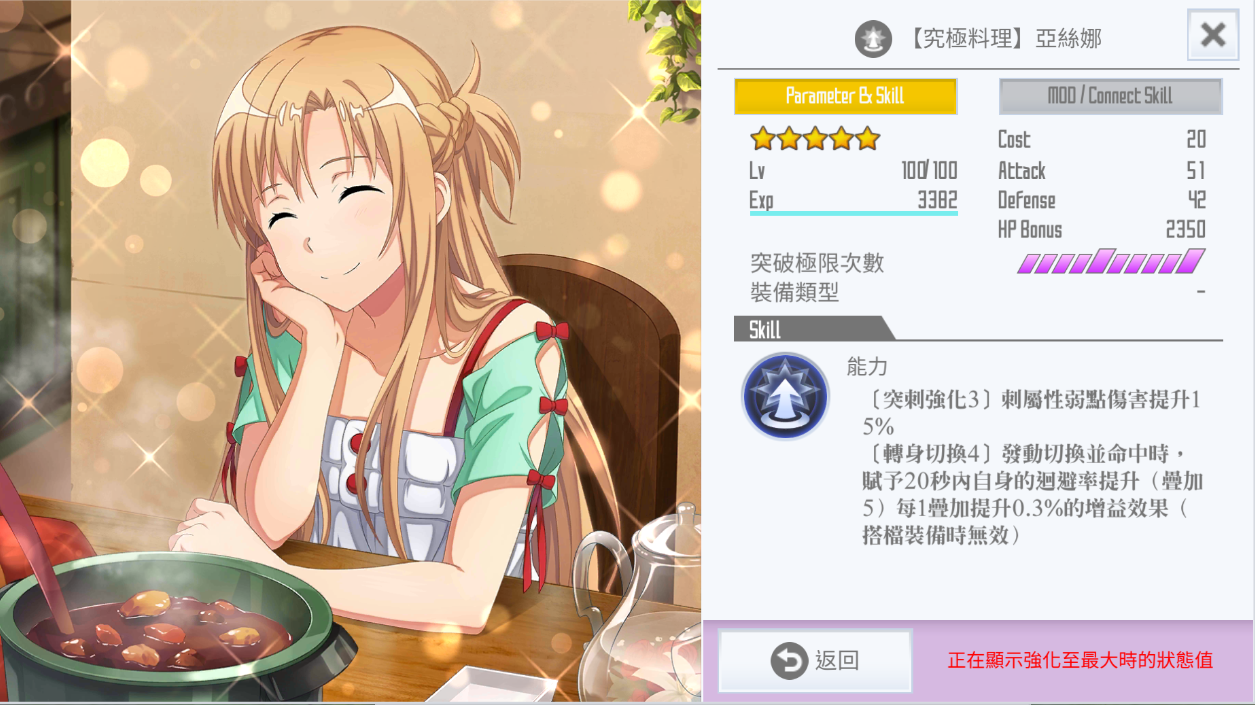 【究極料理】亞絲娜
Parameter & Skill
MOD / Connect Skill
Lv 100/100
Exp 3382
Cost 20
Attack 51
Defense 42
HP Bonus 2350
突破極限次數
裝備類型 -
Skill
能力
〔突刺強化3〕刺屬性弱點傷害提升1
5%
〔轉身切換4〕發動切換並命中時，
賦予20秒內自身的迴避率提升（疊加
5）每1疊加提升0.3%的增益效果（
搭檔裝備時無效）
返回
正在顯示強化至最大時的狀態值